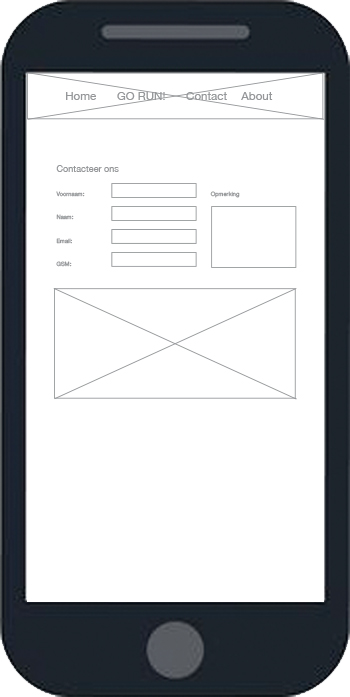 Home GO RUN! Contact About
Contacteer ons
Voornaam:
Opmerking
Naam:
Email:
GSM: